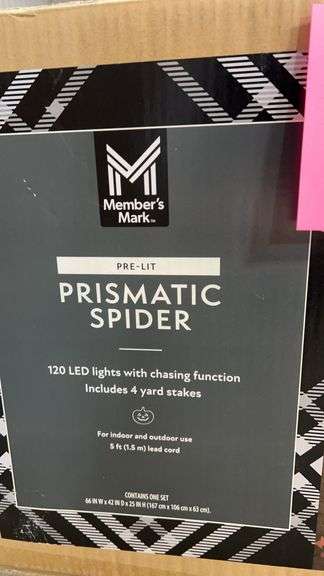 Member's
Mark™
PRE-LIT
PRISMATIC
SPIDER
120 LED lights with chasing function
Includes 4 yard stakes
For indoor and outdoor use
5 ft (1.5 m) lead cord
CONTAINS ONE SET
66 IN W x 42 IN D x 25 IN H (167 cm x 106 cm x 63 cm).